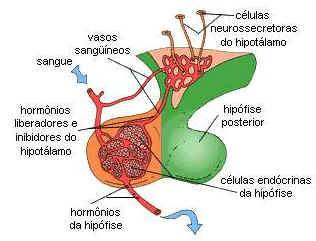 células
neurossecretoras
do hipotálamo
vasos
sangüíneos
sangue
hormônios
liberadores e
inibidores do
hipotálamo
hipófise
posterior
células endócrinas
da hipófise
hormônios
da hipófise